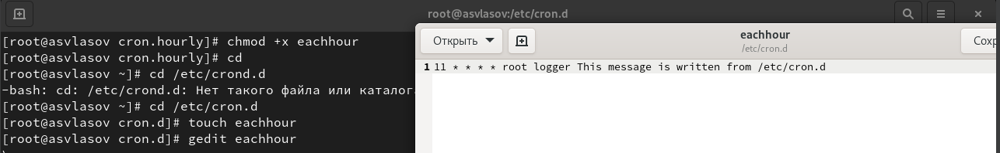 root@asvlasov:/etc/cron.d
[root@asvlasov cron.hourly]# chmod +x eachhour
[root@asvlasov cron.hourly]# cd
[root@asvlasov ~]# cd /etc/crond.d
-bash: cd: /etc/crond.d: Нет такого файла или каталога
[root@asvlasov ~]# cd /etc/cron.d
[root@asvlasov cron.d]# touch eachhour
[root@asvlasov cron.d]# gedit eachhour
Открыть
eachhour
/etc/cron.d
Сохр
1 11 * * * * root logger This message is written from /etc/cron.d